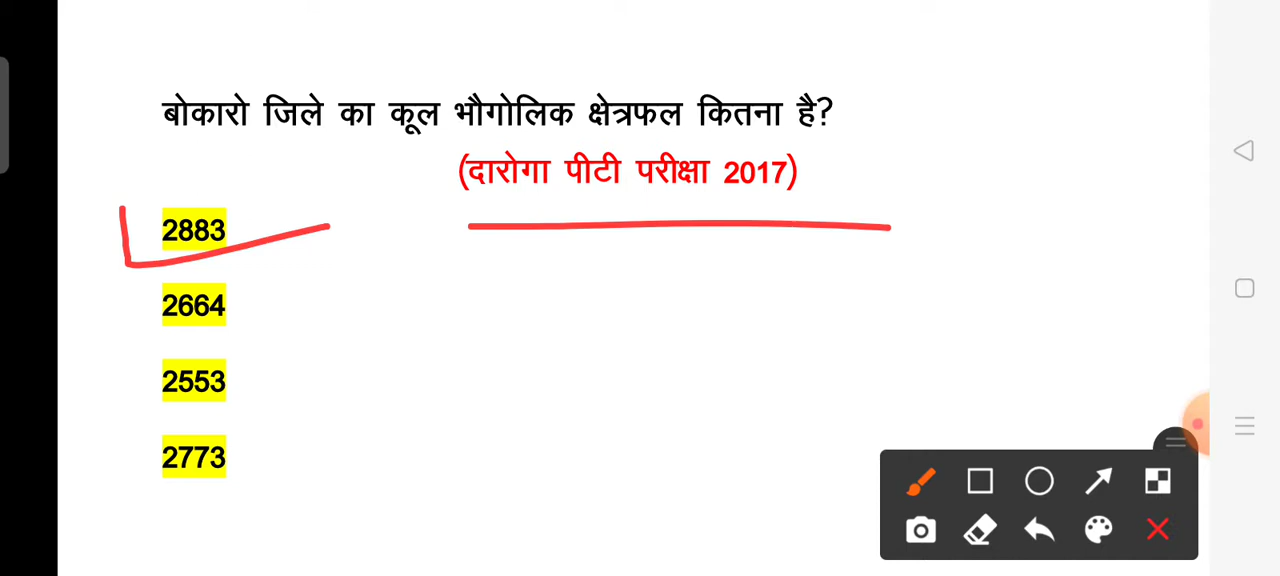 बोकारो जिले का कूल भौगोलिक क्षेत्रफल कितना है?
(दारोगा पीटी परीक्षा 2017)
2883
2664
2553
2773